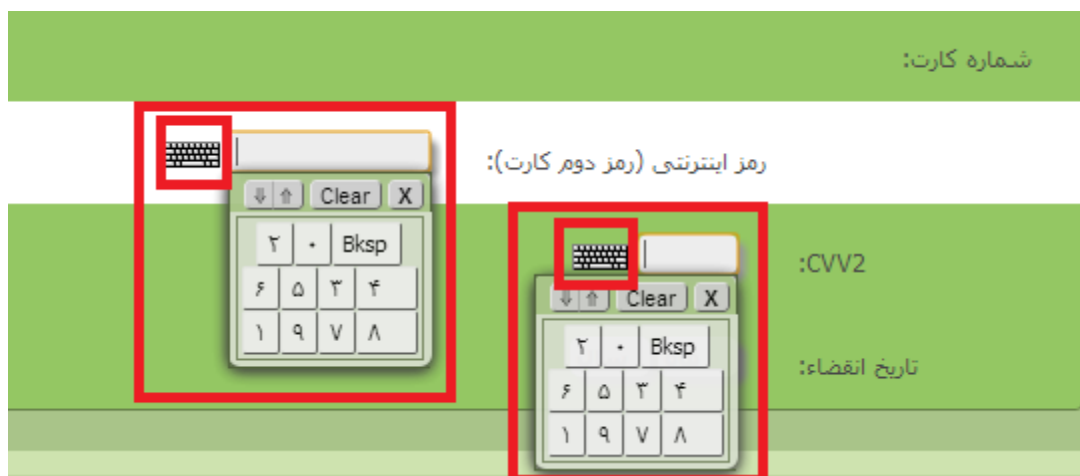 شماره کارت:
رمز اینترنتی (رمز دوم کارت):
⇓ ⇑ Clear X
۲ ۰ Bksp
۶ ۵ ۳ ۴
۱ ۹ ۷ ۸
CVV2:
⇓ ⇑ Clear X
۲ ۰ Bksp
۶ ۵ ۳ ۴
۱ ۹ ۷ ۸
تاریخ انقضاء: